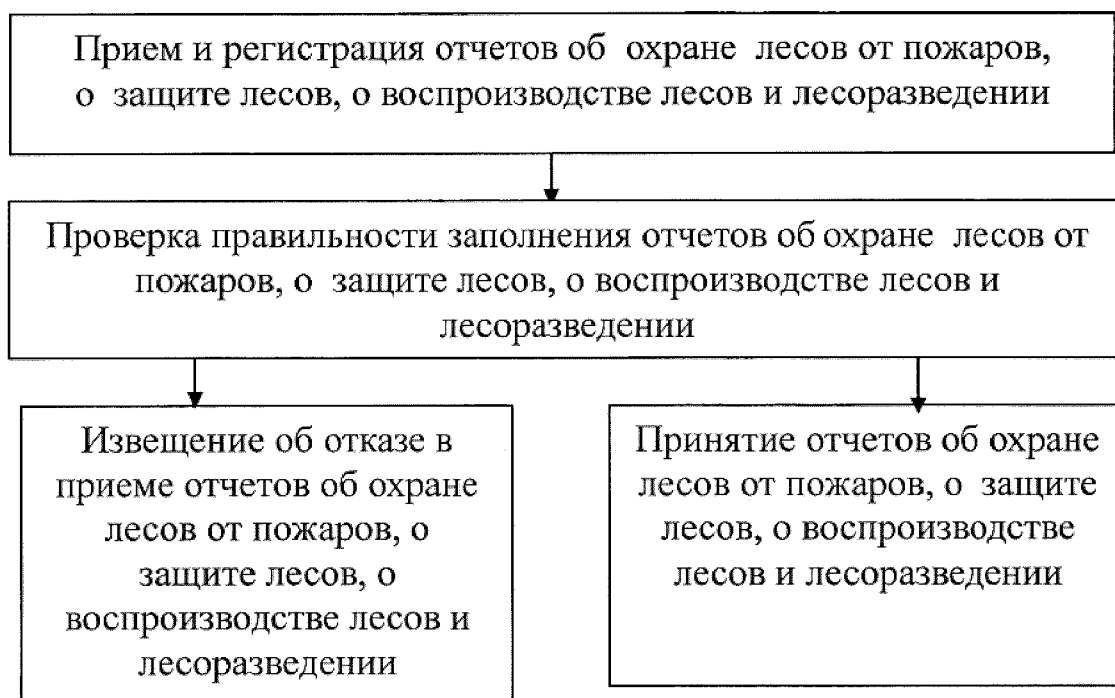 Прием и регистрация отчетов об охране лесов от пожаров,
о защите лесов, о воспроизводстве лесов и лесоразведении
Проверка правильности заполнения отчетов об охране лесов от
пожаров, о защите лесов, о воспроизводстве лесов и
лесоразведении
Извещение об отказе в
приеме отчетов об охране
лесов от пожаров, о
защите лесов, о
воспроизводстве лесов и
лесоразведении
Принятие отчетов об охране
лесов от пожаров, о защите
лесов, о воспроизводстве
лесов и лесоразведении